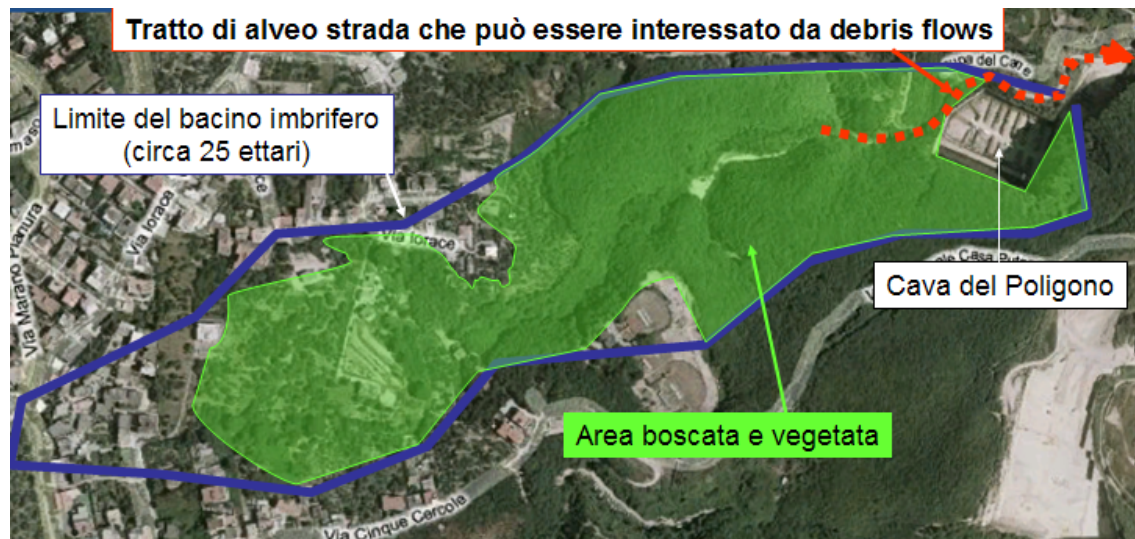 Tratto di alveo strada che può essere interessato da debris flows
Limite del bacino imbrifero
(circa 25 ettari)
Via Iorace
Via Iorace
Via Marano Pianura
Cava del Poligono
Area boscata e vegetata
Via Cinque Cercole